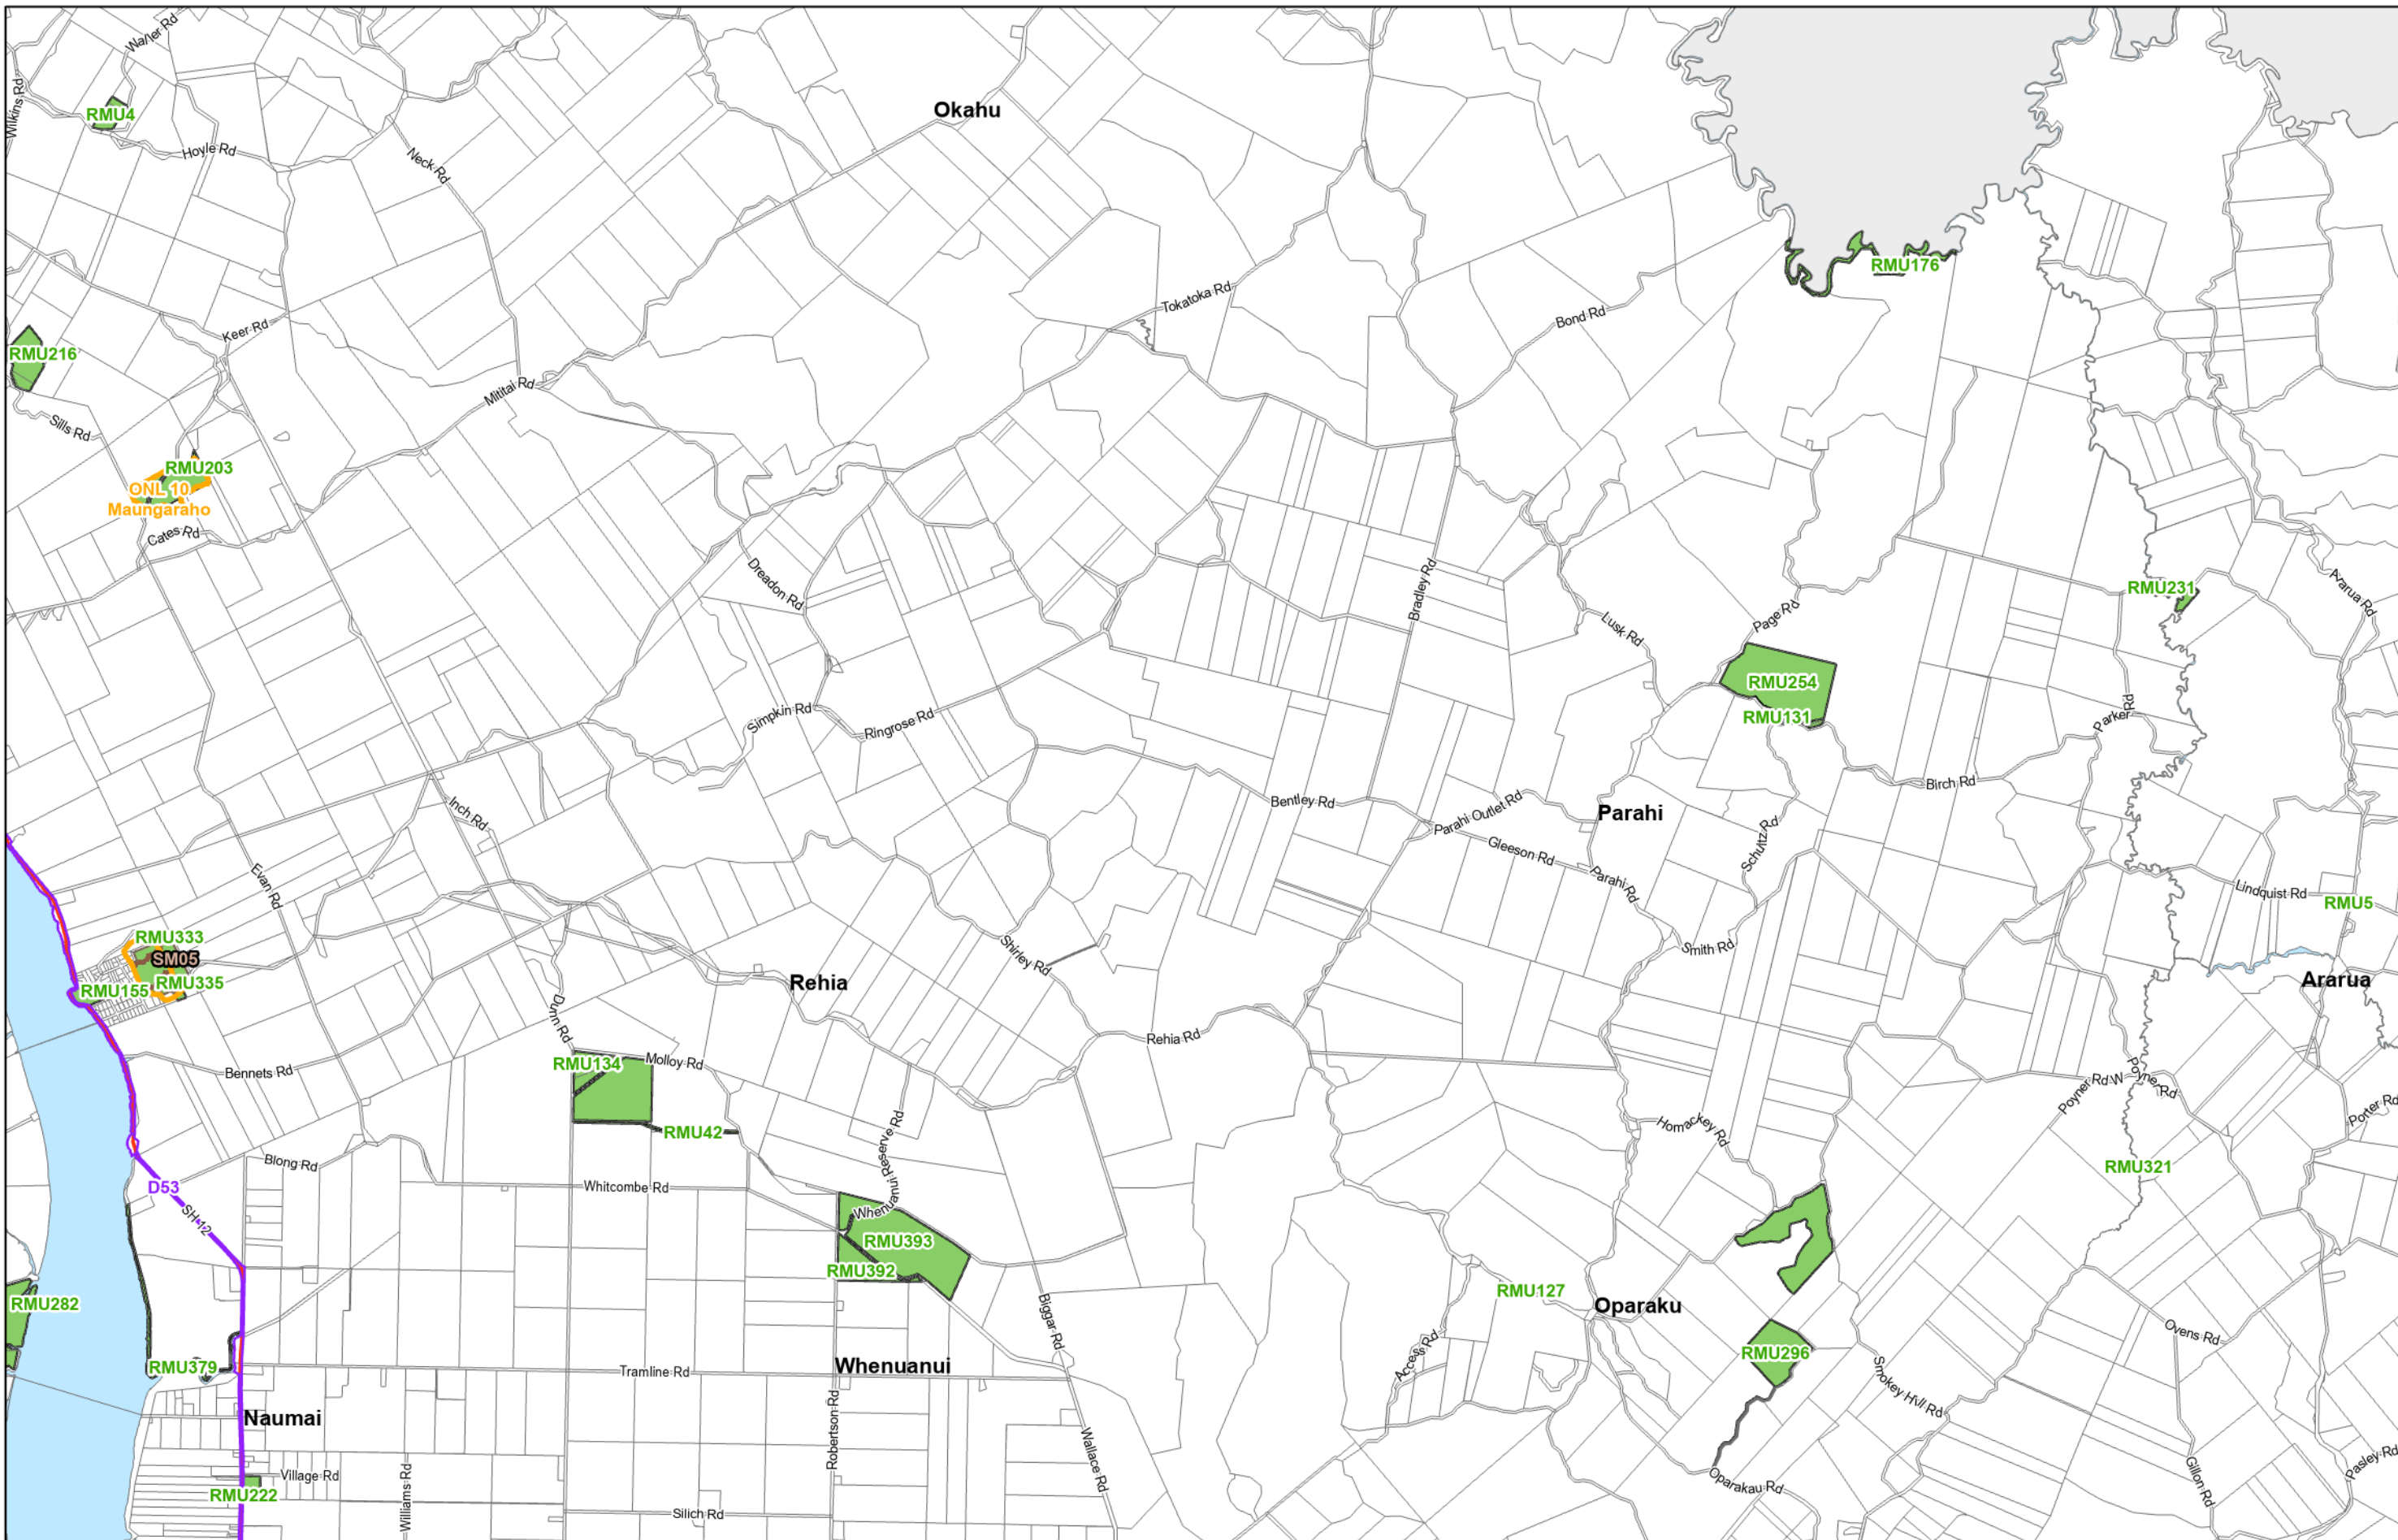 Waller Rd
Wilkins Rd
RMU4
Okahu
Hoyle Rd
Neck Rd
RMU176
Tokatoka Rd
Bond Rd
Keer Rd
RMU216
Mititai Rd
Sills Rd
RMU203
ONL 10
Maungaraho
Cates Rd
Dreadon Rd
Bradley Rd
RMU231
Ararua Rd
Page Rd
Lusk Rd
RMU254
RMU131
Simpkin Rd
Ringrose Rd
Parker Rd
Birch Rd
Bentley Rd
Parahi Outlet Rd
Parahi
Inch Rd
Schultz Rd
Gleeson Rd
Evan Rd
Parahi Rd
Lindquist Rd
RMU5
RMU333
SM05
RMU335
RMU155
Shirley Rd
Smith Rd
Rehia
Ararua
Dunn Rd
Rehia Rd
RMU134
Molloy Rd
Bennets Rd
Poyner Rd W
Poyner Rd
Porter Rd
RMU42
Homackey Rd
Whenuanui Reserve Rd
Biong Rd
RMU321
D53
Whitcombe Rd
SH 12
RMU393
RMU392
RMU127
RMU282
Oparaku
Biggar Rd
Ovens Rd
Access Rd
RMU296
RMU379
Tramline Rd
Whenuanui
Smokey Hill Rd
Naumai
Robertson Rd
Wallace Rd
Village Rd
RMU222
Williams Rd
Silich Rd
Oparakau Rd
Gillon Rd
Pasley Rd